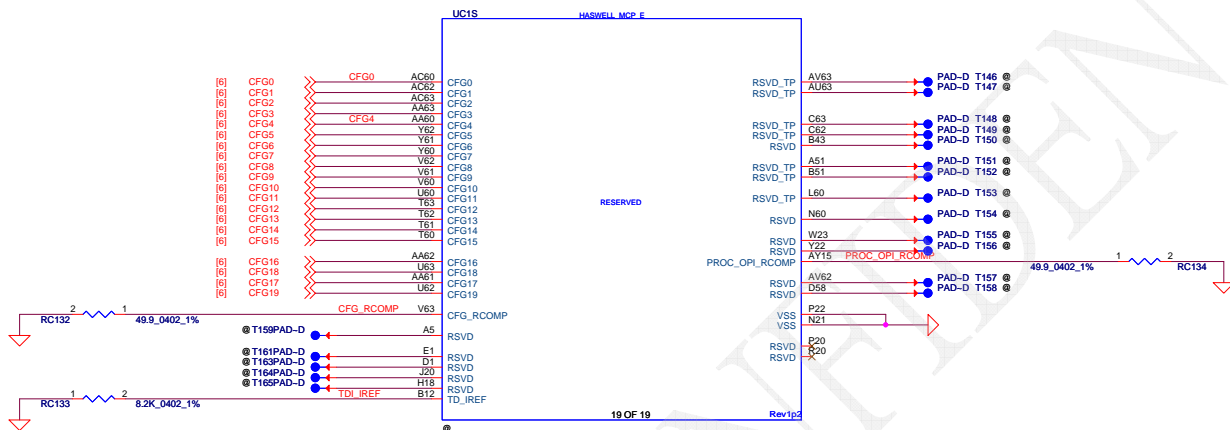 UC1S
HASWELL_MCP_E
[6] CFG0 CFG0 AC60 CFG0
[6] CFG1 AC62 CFG1
[6] CFG2 AC63 CFG2
[6] CFG3 AA63 CFG3
[6] CFG4 CFG4 AA60 CFG4
[6] CFG5 Y62 CFG5
[6] CFG6 Y61 CFG6
[6] CFG7 Y60 CFG7
[6] CFG8 V62 CFG8
[6] CFG9 V61 CFG9
[6] CFG10 V60 CFG10
[6] CFG11 U60 CFG11
[6] CFG12 T63 CFG12
[6] CFG13 T62 CFG13
[6] CFG14 T61 CFG14
[6] CFG15 T60 CFG15
[6] CFG16 AA62 CFG16
[6] CFG18 U63 CFG18
[6] CFG17 AA61 CFG17
[6] CFG19 U62 CFG19
RC132 2 1 49.9_0402_1% CFG_RCOMP V63 CFG_RCOMP
@T159PAD~D A5 RSVD
@T161PAD~D E1 RSVD
@T163PAD~D D1 RSVD
@T164PAD~D J20 RSVD
@T165PAD~D H18 RSVD
RC133 1 2 8.2K_0402_1% TDI_IREF B12 TD_IREF
RESERVED
RSVD_TP AV63 PAD~D T146 @
RSVD_TP AU63 PAD~D T147 @
RSVD_TP C63 PAD~D T148 @
RSVD_TP C62 PAD~D T149 @
RSVD B43 PAD~D T150 @
RSVD_TP A51 PAD~D T151 @
RSVD_TP B51 PAD~D T152 @
RSVD_TP L60 PAD~D T153 @
RSVD N60 PAD~D T154 @
RSVD W23 PAD~D T155 @
RSVD Y22 PAD~D T156 @
PROC_OPI_RCOMP AY15 PROC_OPI_RCOMP 49.9_0402_1% 1 2 RC134
RSVD AV62 PAD~D T157 @
RSVD D58 PAD~D T158 @
VSS P22
VSS N21
RSVD P20
RSVD R20
19 OF 19
Rev1p2
@
NFIDEN